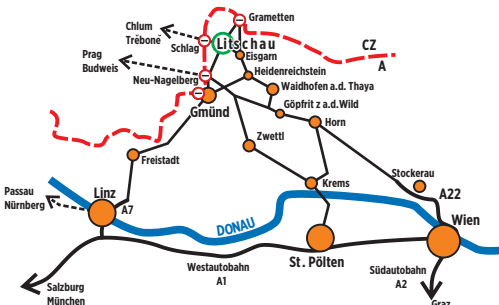 Grametten
Chlum
Třeboně
Schlag
Litschau
CZ
A
Eisgarn
Prag
Budweis
Heidenreichstein
Neu-Nagelberg
Waidhofen a.d. Thaya
Göpfrit z a.d.Wild
Gmünd
Horn
Zwettl
Freistadt
Stockerau
Krems
A22
Passau
Nürnberg
Linz
A7
Wien
DONAU
St. Pölten
Westautobahn
A1
Südautobahn
A2
Salzburg
München
Graz